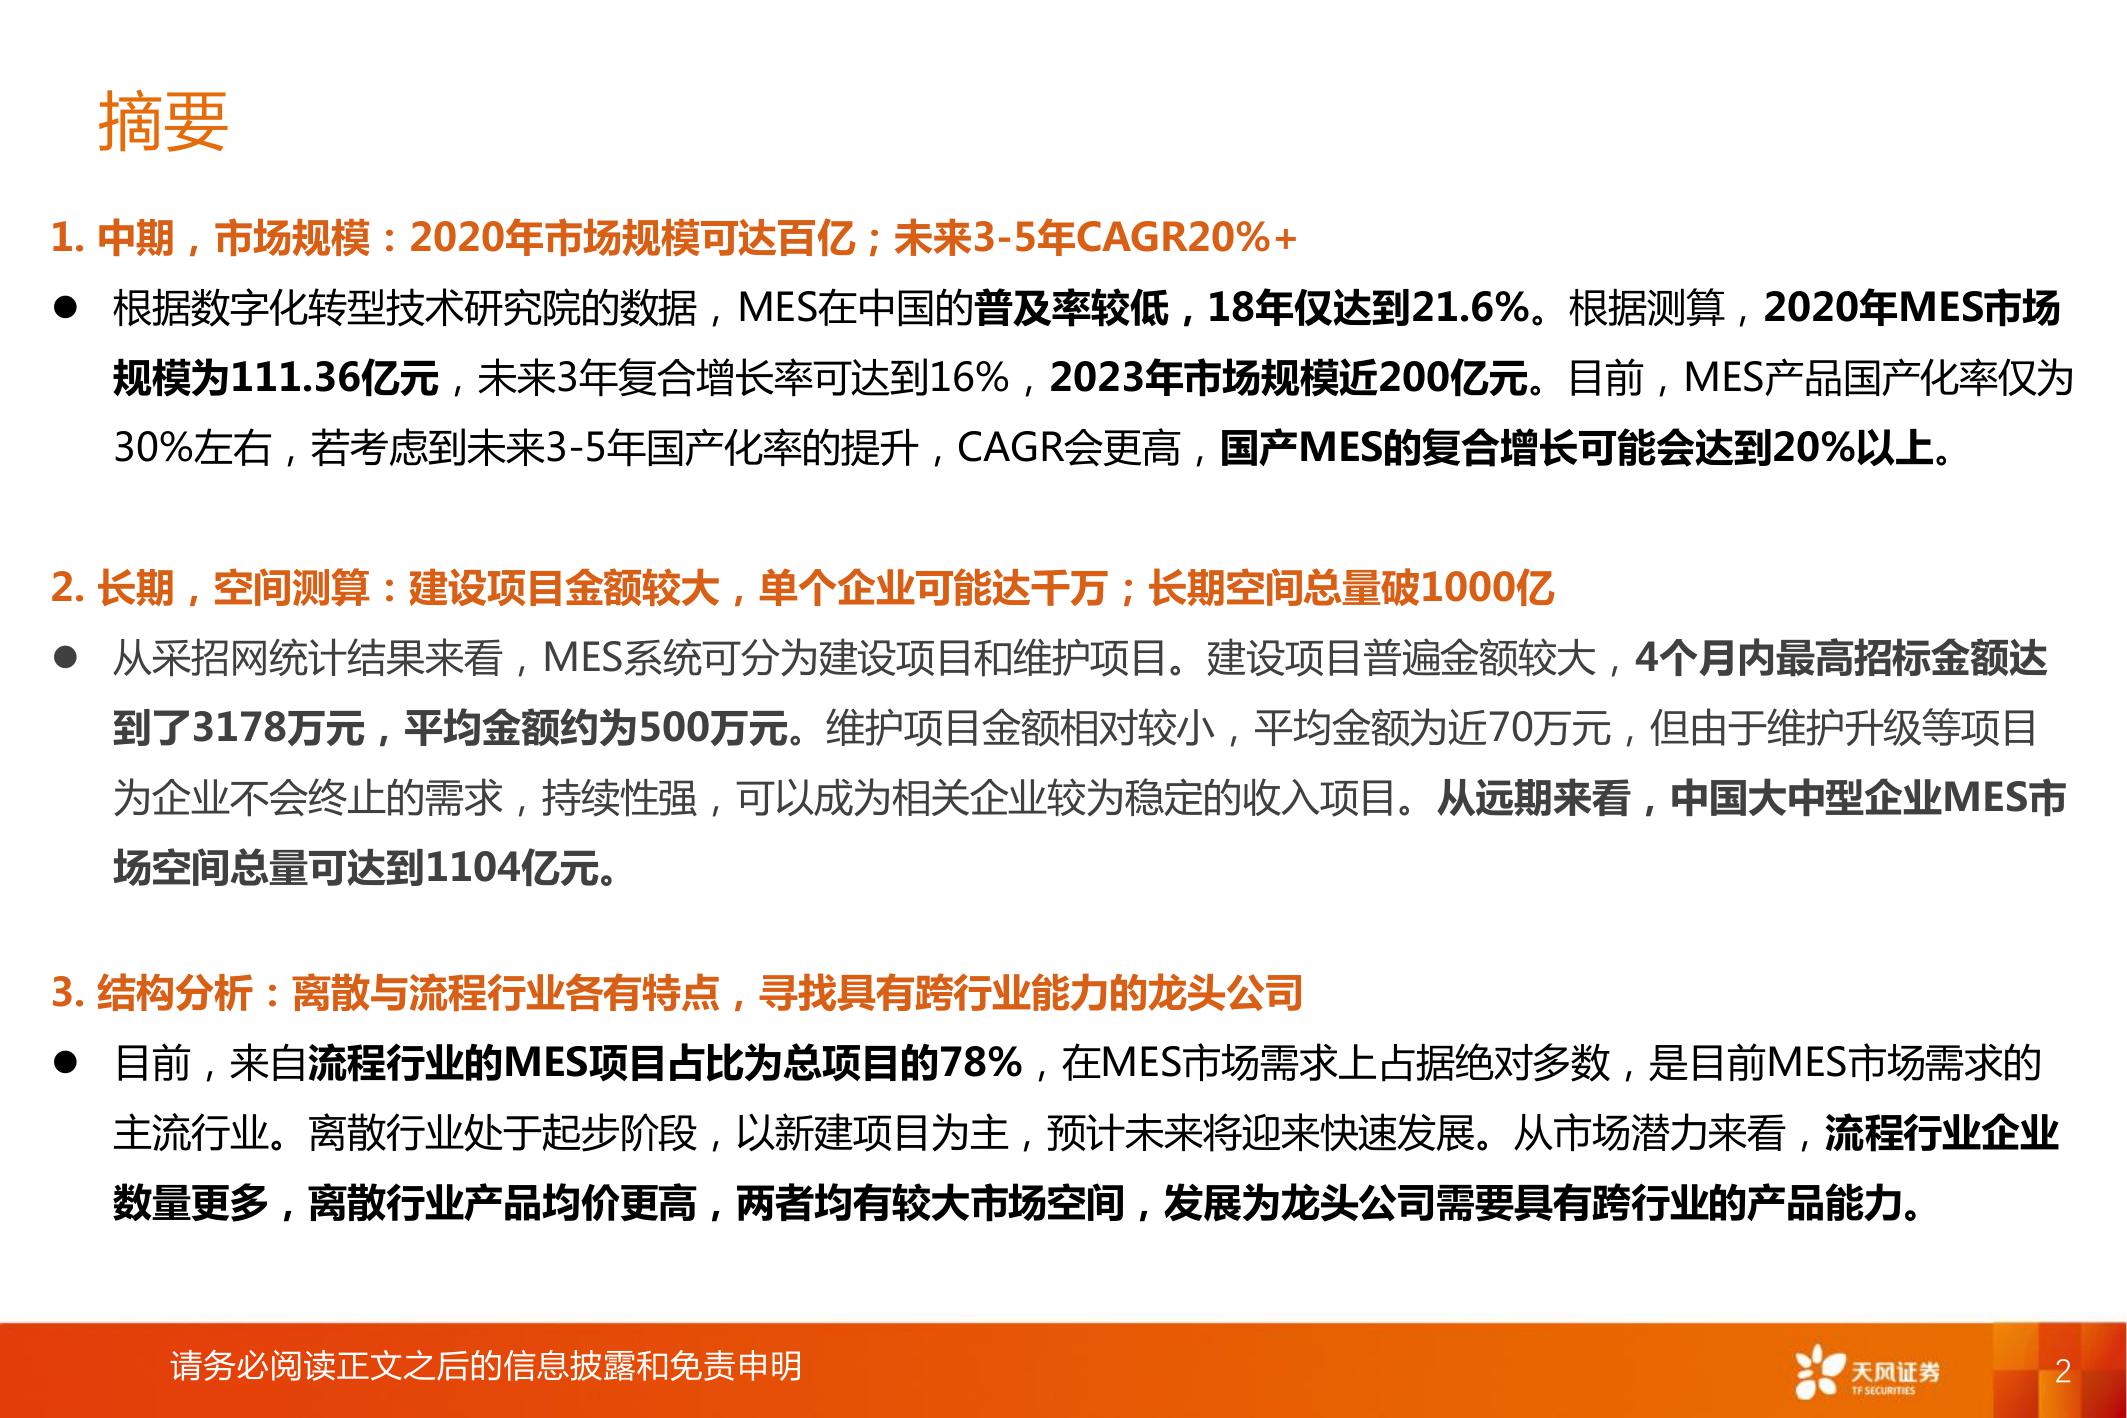 摘要
1. 中期，市场规模：2020年市场规模可达百亿；未来3-5年CAGR20%+
● 根据数字化转型技术研究院的数据，MES在中国的普及率较低，18年仅达到21.6%。根据测算，2020年MES市场
规模为111.36亿元，未来3年复合增长率可达到16%，2023年市场规模近200亿元。目前，MES产品国产化率仅为
30%左右，若考虑到未来3-5年国产化率的提升，CAGR会更高，国产MES的复合增长可能会达到20%以上。
2. 长期，空间测算：建设项目金额较大，单个企业可能达千万；长期空间总量破1000亿
● 从采招网统计结果来看，MES系统可分为建设项目和维护项目。建设项目普遍金额较大，4个月内最高招标金额达
到了3178万元，平均金额约为500万元。维护项目金额相对较小，平均金额为近70万元，但由于维护升级等项目
为企业不会终止的需求，持续性强，可以成为相关企业较为稳定的收入项目。从远期来看，中国大中型企业MES市
场空间总量可达到1104亿元。
3. 结构分析：离散与流程行业各有特点，寻找具有跨行业能力的龙头公司
● 目前，来自流程行业的MES项目占比为总项目的78%，在MES市场需求上占据绝对多数，是目前MES市场需求的
主流行业。离散行业处于起步阶段，以新建项目为主，预计未来将迎来快速发展。从市场潜力来看，流程行业企业
数量更多，离散行业产品均价更高，两者均有较大市场空间，发展为龙头公司需要具有跨行业的产品能力。
请务必阅读正文之后的信息披露和免责申明
天风证券
TF SECURITIES
2